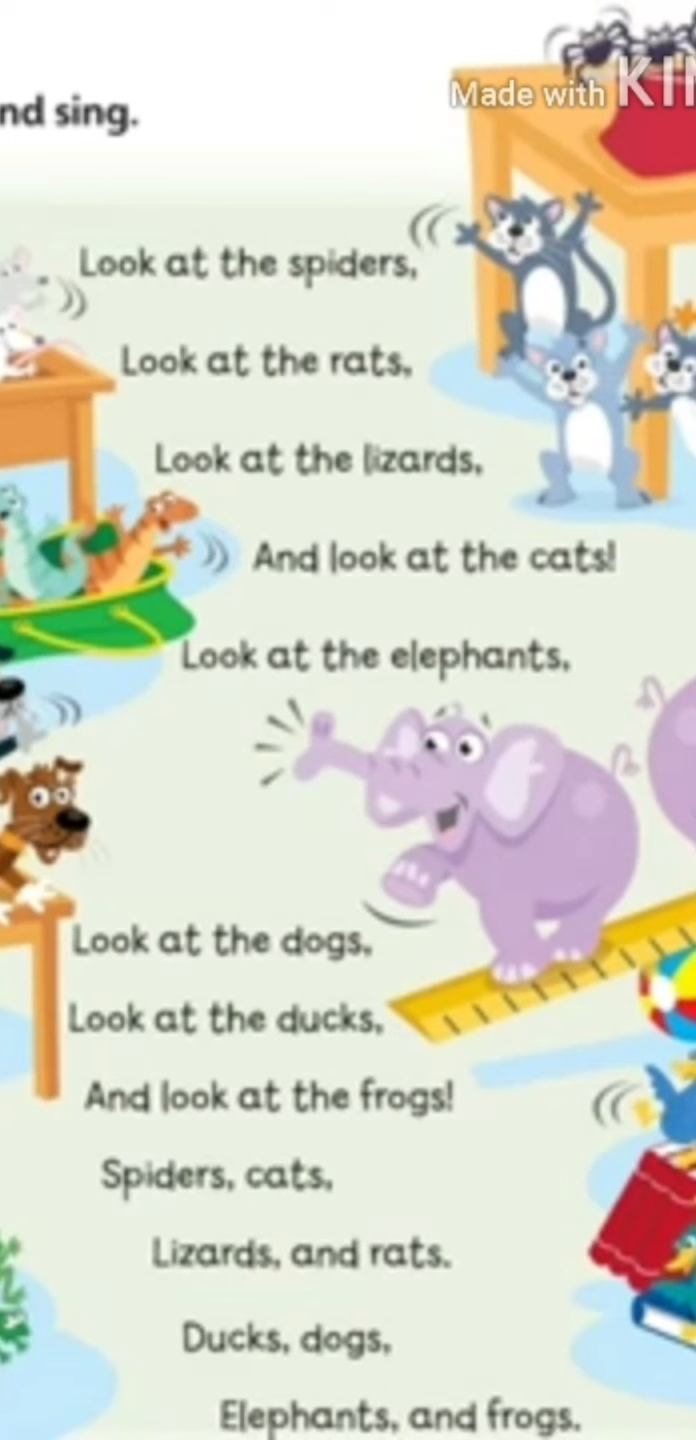 nd sing.
Made with KIN
Look at the spiders,
Look at the rats,
Look at the lizards,
And look at the cats!
Look at the elephants,
Look at the dogs,
Look at the ducks,
And look at the frogs!
Spiders, cats,
Lizards, and rats.
Ducks, dogs,
Elephants, and frogs.